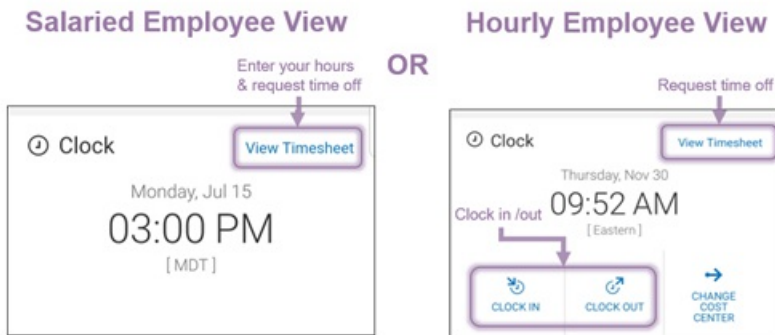 Salaried Employee View
Enter your hours
& request time off
Clock
View Timesheet
Monday, Jul 15
03:00 PM
[ MDT ]
OR
Hourly Employee View
Request time off
Clock
View Timesheet
Thursday, Nov 30
09:52 AM
[ Eastern ]
Clock in /out
CLOCK IN
CLOCK OUT
CHANGE
COST
CENTER